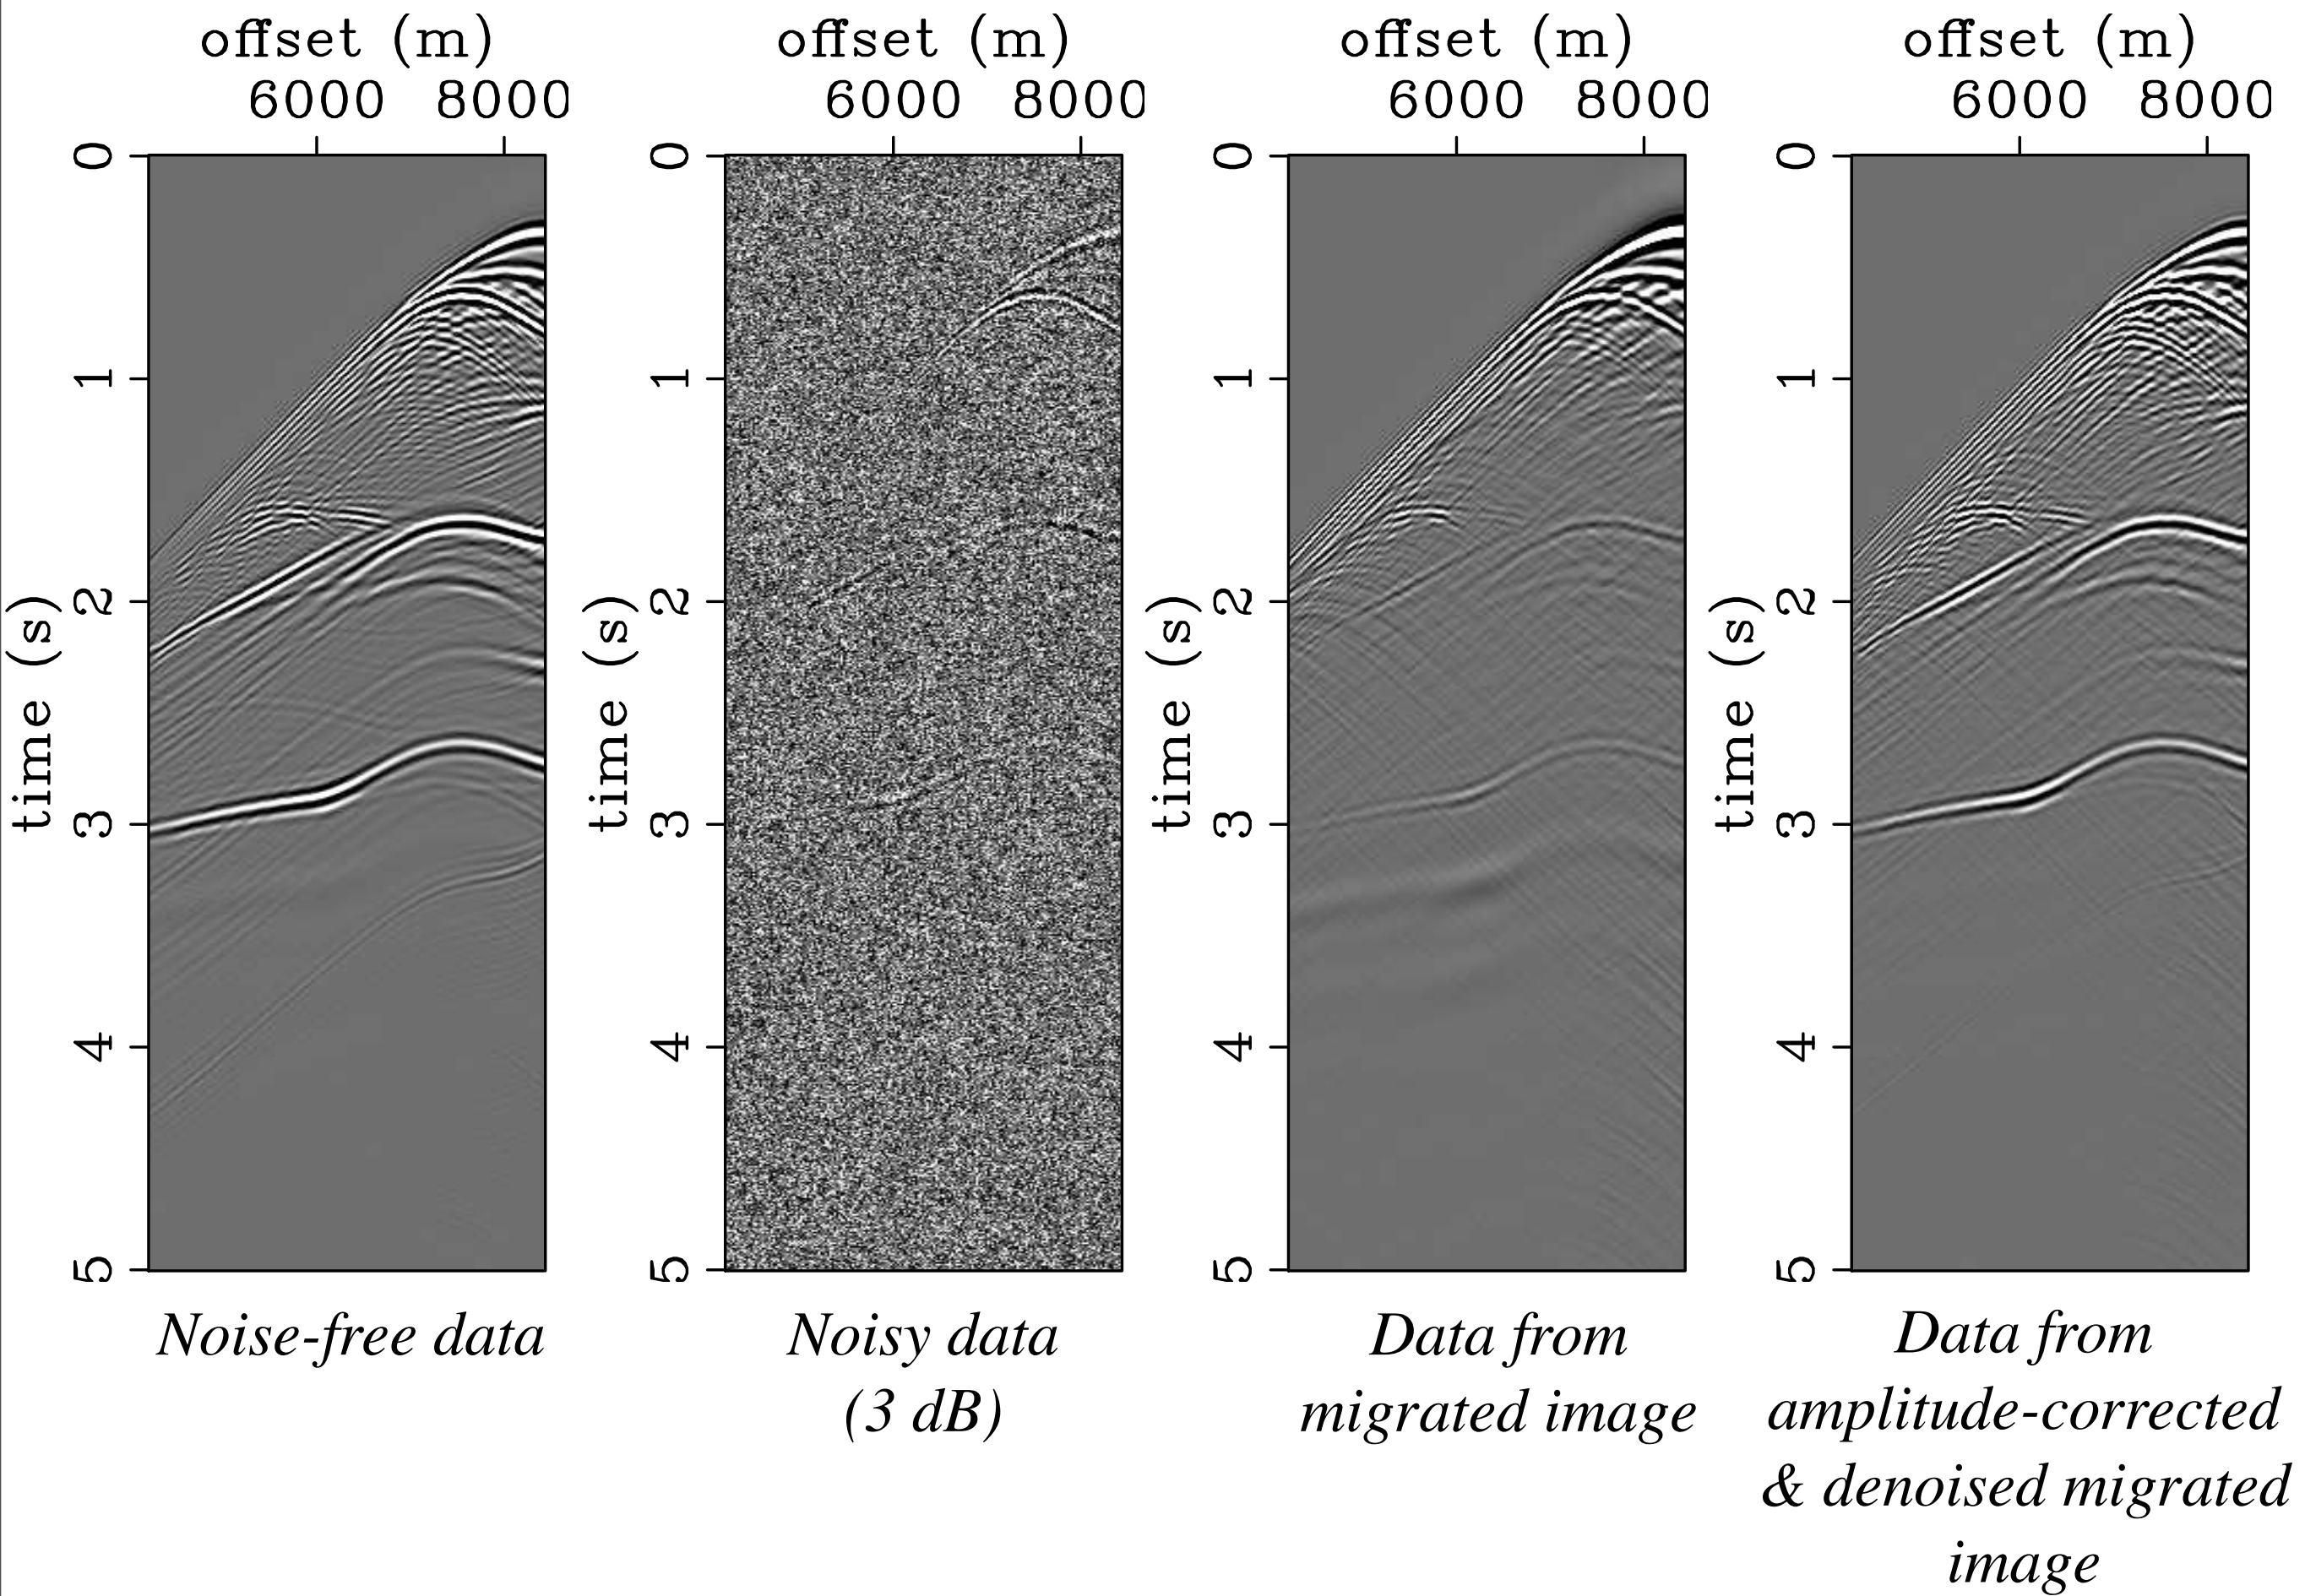 offset (m)
6000 8000
0
1
2
3
4
5
time (s)
Noise-free data
offset (m)
6000 8000
0
1
2
3
4
5
time (s)
Noisy data
(3 dB)
offset (m)
6000 8000
0
1
2
3
4
5
time (s)
Data from
migrated image
offset (m)
6000 8000
0
1
2
3
4
5
time (s)
Data from
amplitude-corrected
& denoised migrated
image